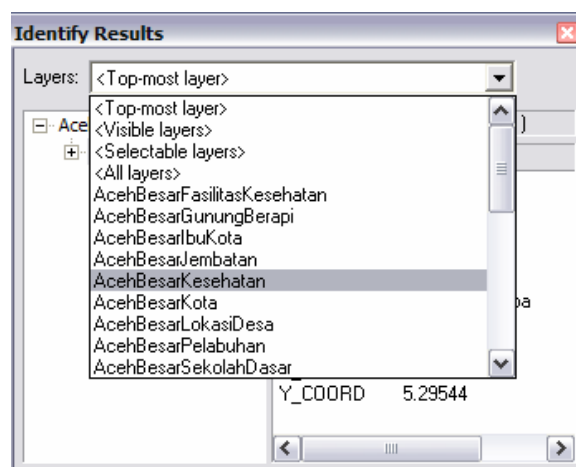 Identify Results
Layers: <Top-most layer>
<Top-most layer>
<Visible layers>
<Selectable layers>
<All layers>
AcehBesarFasilitasKesehatan
AcehBesarGunungBerapi
AcehBesarIbuKota
AcehBesarJembatan
AcehBesarKesehatan
AcehBesarKota
AcehBesarLokasiDesa
AcehBesarPelabuhan
AcehBesarSekolahDasar
Y_COORD 5.29544